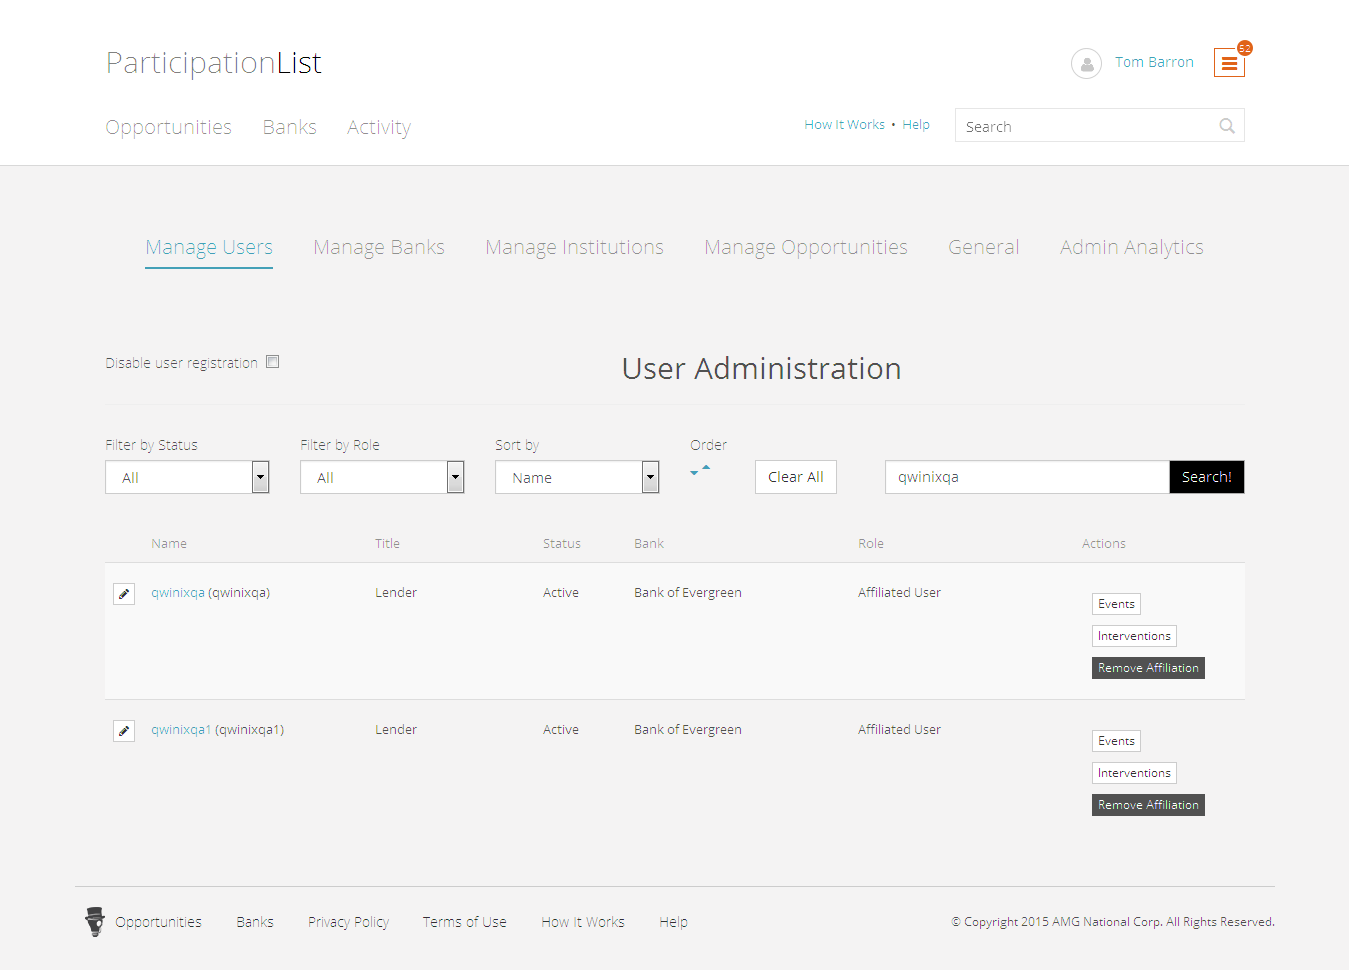 ParticipationList
Tom Barron
52
Opportunities Banks Activity
How It Works • Help
Search
Manage Users Manage Banks Manage Institutions Manage Opportunities General Admin Analytics
Disable user registration
User Administration
Filter by Status Filter by Role Sort by Order
All All Name Clear All qwinixqa Search!
Name Title Status Bank Role Actions
qwinixqa (qwinixqa) Lender Active Bank of Evergreen Affiliated User
Events
Interventions
Remove Affiliation
qwinixqa1 (qwinixqa1) Lender Active Bank of Evergreen Affiliated User
Events
Interventions
Remove Affiliation
Opportunities Banks Privacy Policy Terms of Use How It Works Help © Copyright 2015 AMG National Corp. All Rights Reserved.